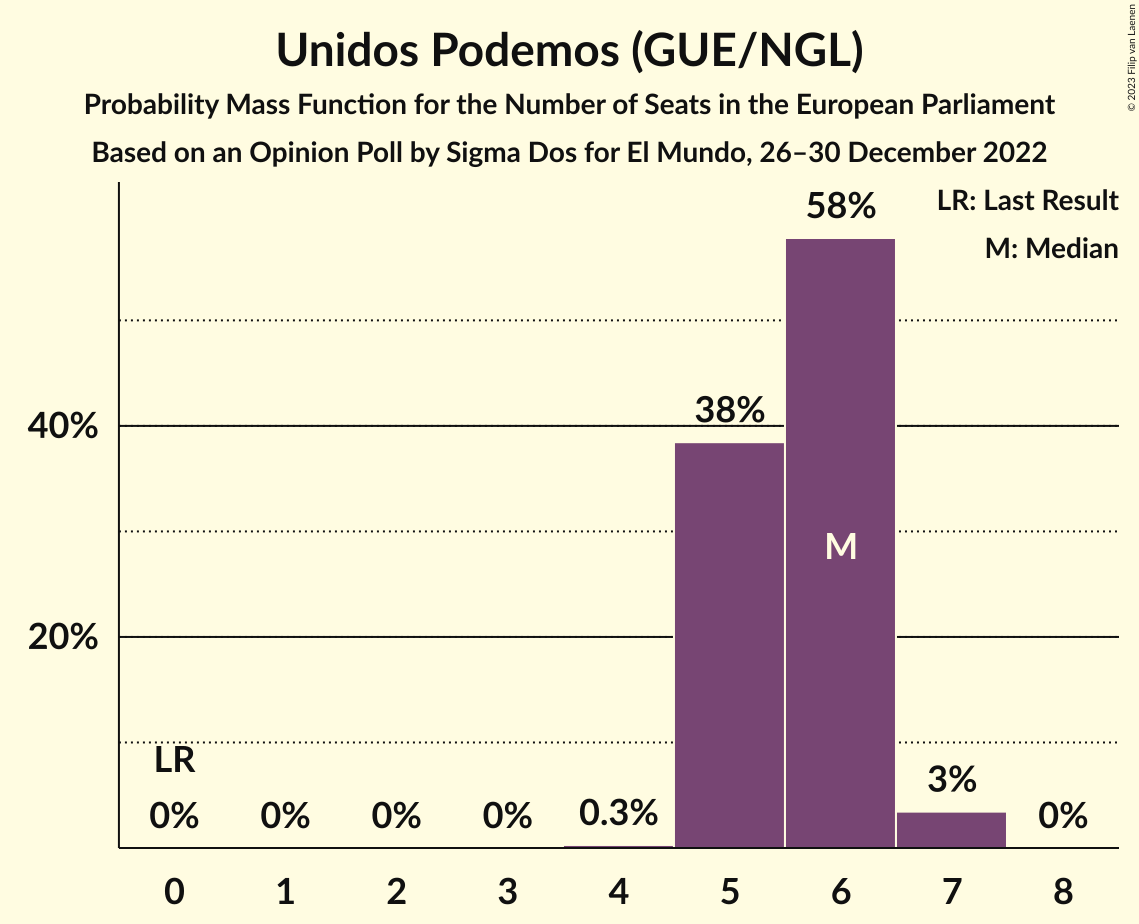 Unidos Podemos (GUE/NGL)
Probability Mass Function for the Number of Seats in the European Parliament
Based on an Opinion Poll by Sigma Dos for El Mundo, 26–30 December 2022
© 2023 Filip van Laenen
LR: Last Result
M: Median
58%
38%
40%
M
20%
LR
0% 0% 0% 0% 0.3% 3% 0%
0 1 2 3 4 5 6 7 8